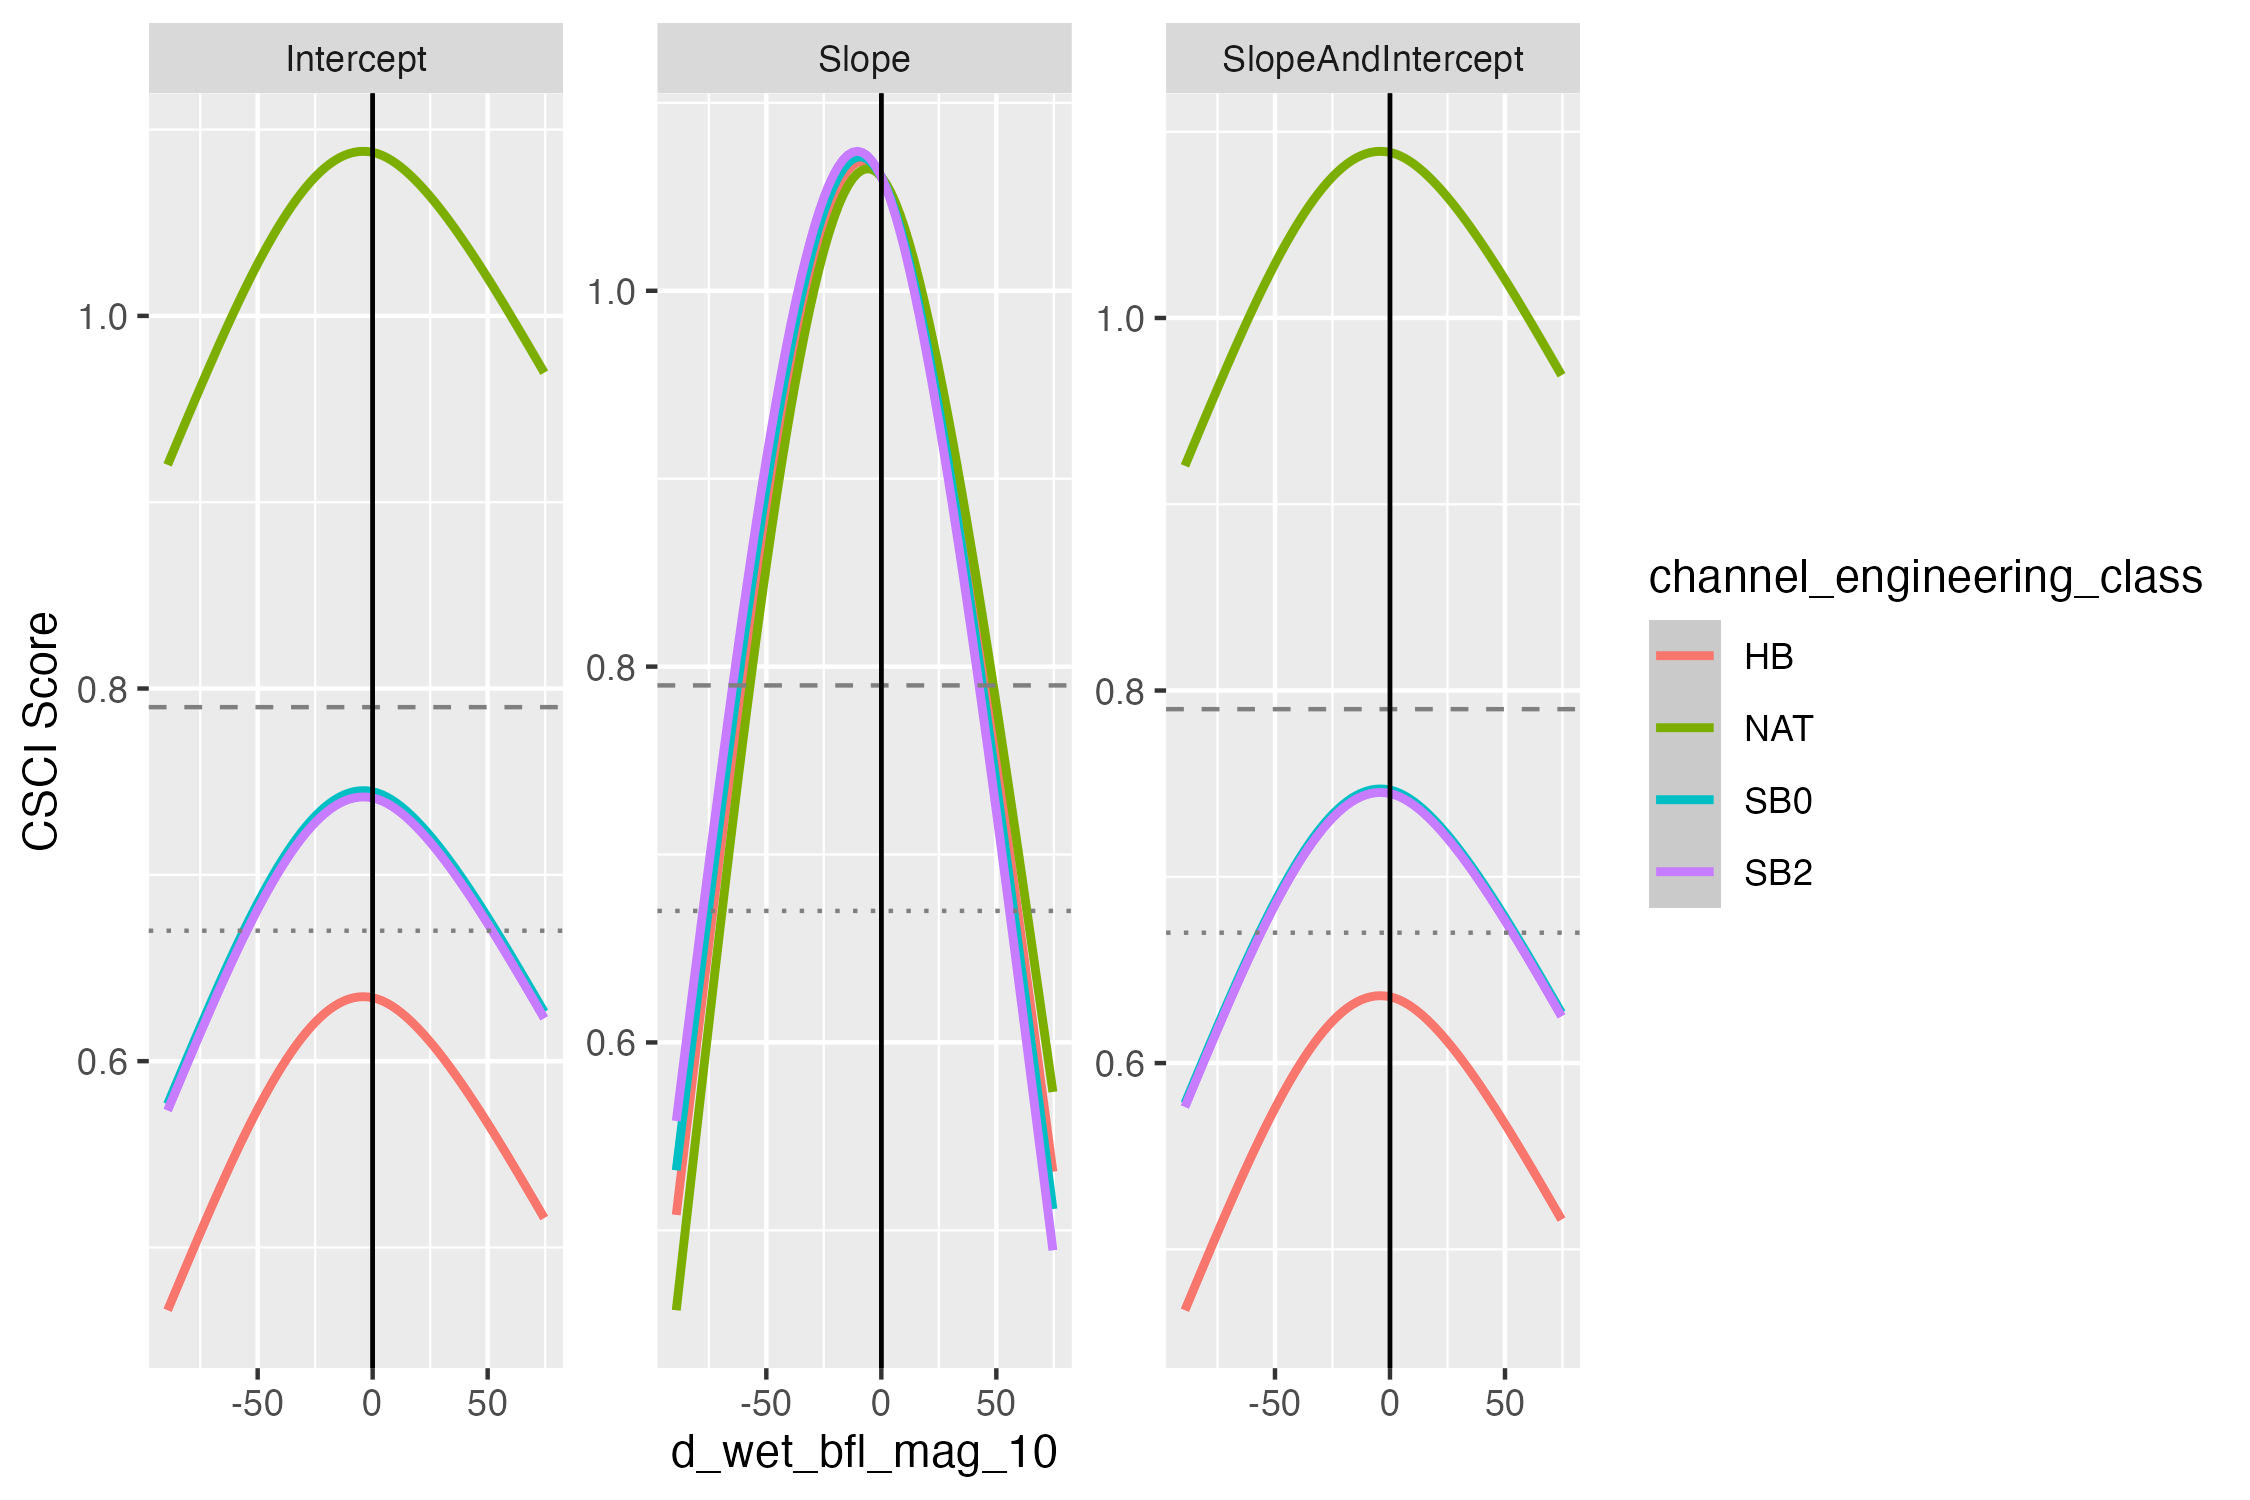 Intercept
Slope
SlopeAndIntercept
CSCI Score
1.0
0.8
0.6
1.0
0.8
0.6
1.0
0.8
0.6
-50 0 50
-50 0 50
-50 0 50
d_wet_bfl_mag_10
channel_engineering_class
HB
NAT
SB0
SB2